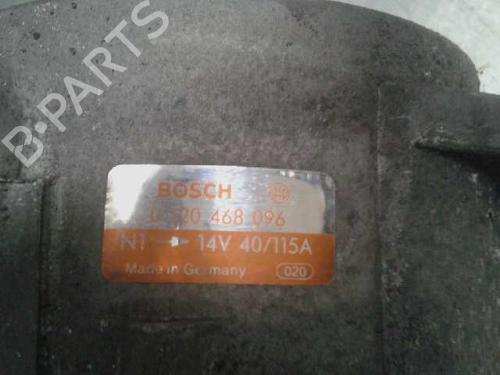 B-PARTS
BOSCH
0 120 468 096
N1 14V 40/115A
Made in Germany 020